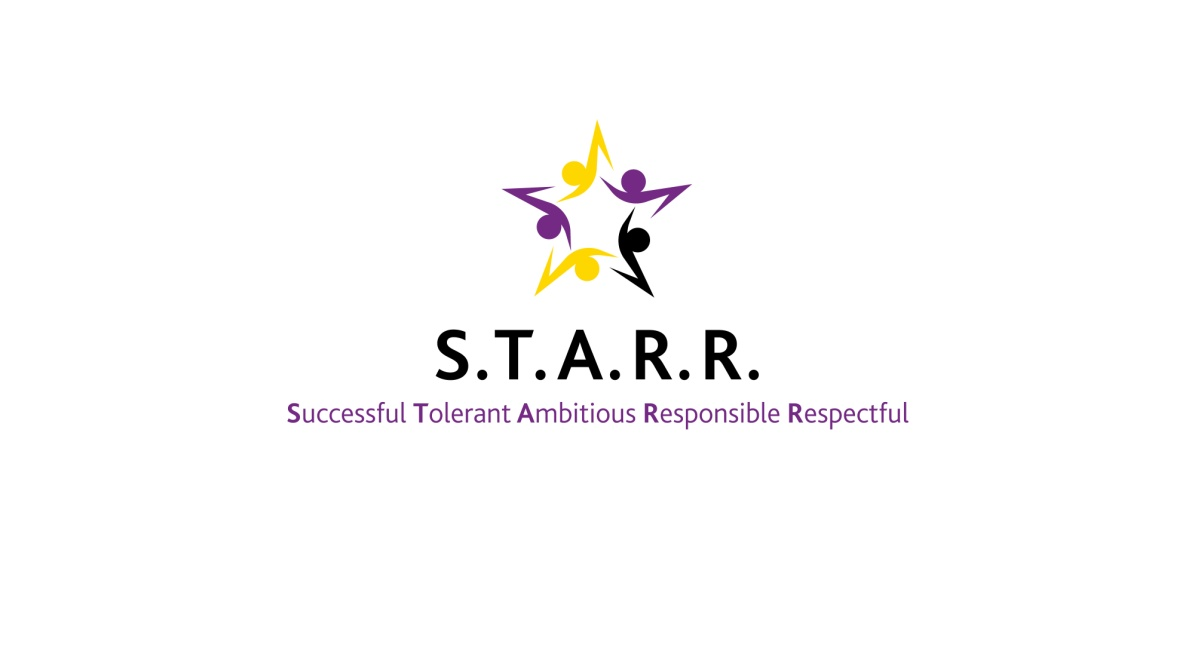 S.T.A.R.R.
Successful Tolerant Ambitious Responsible Respectful